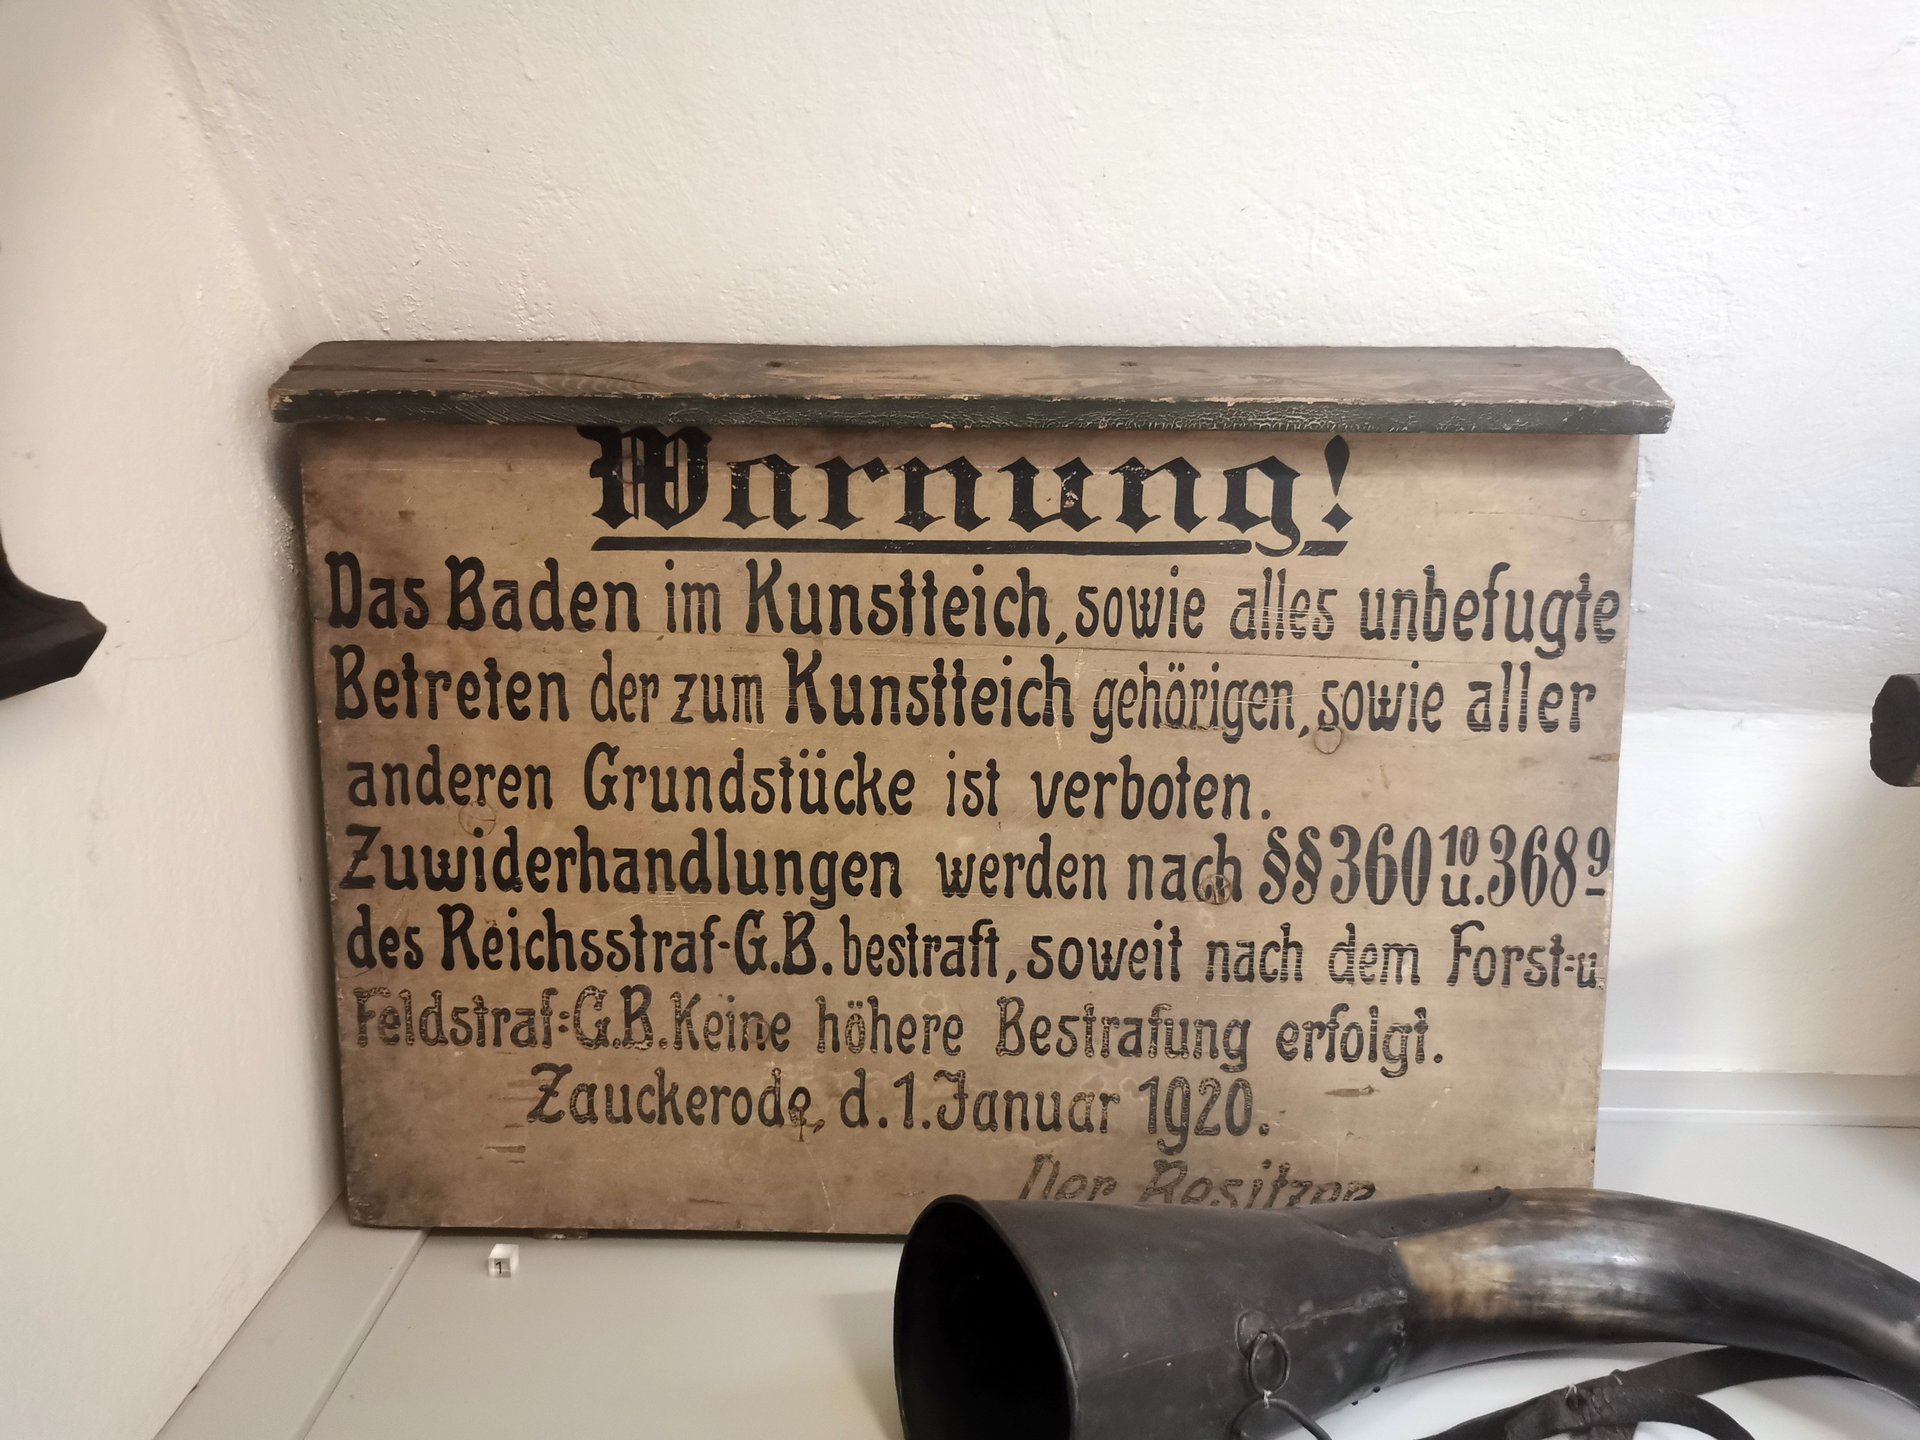 Warnung!
Das Baden im Kunstteich, sowie alles unbefugte
Betreten der zum Kunstteich gehörigen, sowie aller
anderen Grundstücke ist verboten.
Zuwiderhandlungen werden nach §§ 360 10 u. 368 9
des Reichsstraf-G.B. bestraft, soweit nach dem Forst-u.
Feldstraf-G.B. Keine höhere Bestrafung erfolgt.
Zauckerode, d. 1. Januar 1920.
Der Besitzer
1